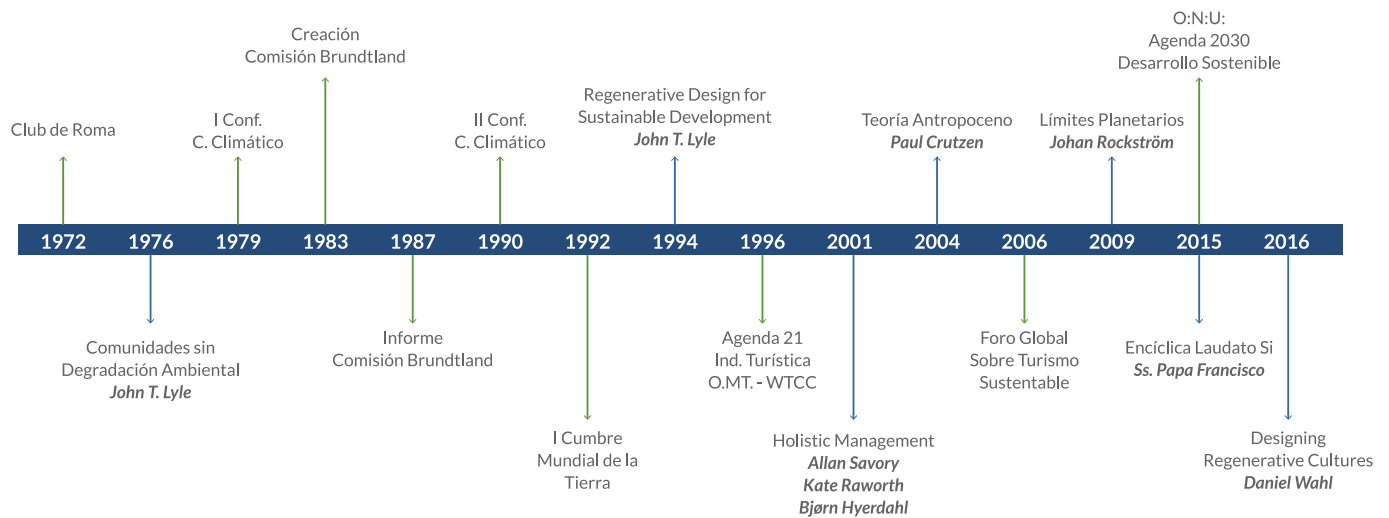 O:N:U:
Agenda 2030
Desarrollo Sostenible
Creación
Comisión Brundtland
Regenerative Design for
Sustainable Development
John T. Lyle
Club de Roma
I Conf.
C. Climático
II Conf.
C. Climático
Teoría Antropoceno
Paul Crutzen
Límites Planetarios
Johan Rockström
1972 1976 1979 1983 1987 1990 1992 1994 1996 2001 2004 2006 2009 2015 2016
Comunidades sin
Degradación Ambiental
John T. Lyle
Informe
Comisión Brundtland
I Cumbre
Mundial de la
Tierra
Agenda 21
Ind. Turística
O.MT. - WTCC
Holistic Management
Allan Savory
Kate Raworth
Bjørn Hyerdahl
Foro Global
Sobre Turismo
Sustentable
Encíclica Laudato Si
Ss. Papa Francisco
Designing
Regenerative Cultures
Daniel Wahl